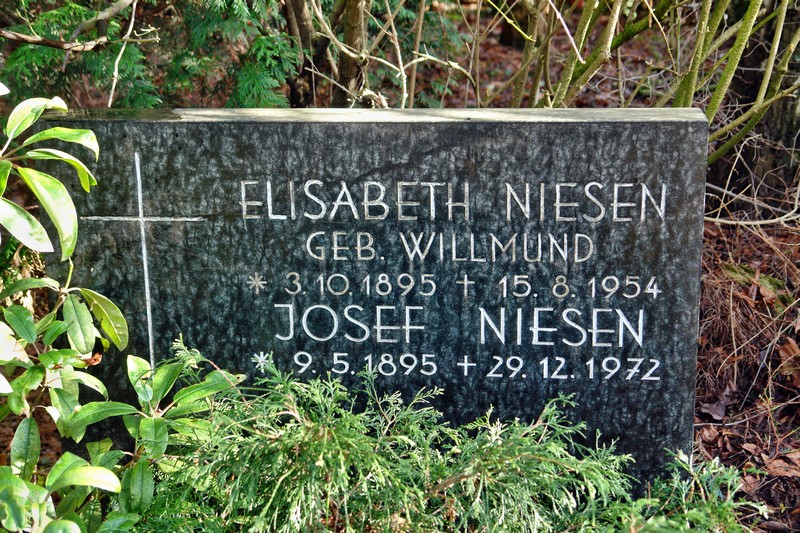 ELISABETH NIESEN
GEB. WILLMUND
* 3.10.1895 † 15.8.1954
JOSEF NIESEN
* 9.5.1895 † 29.12.1972